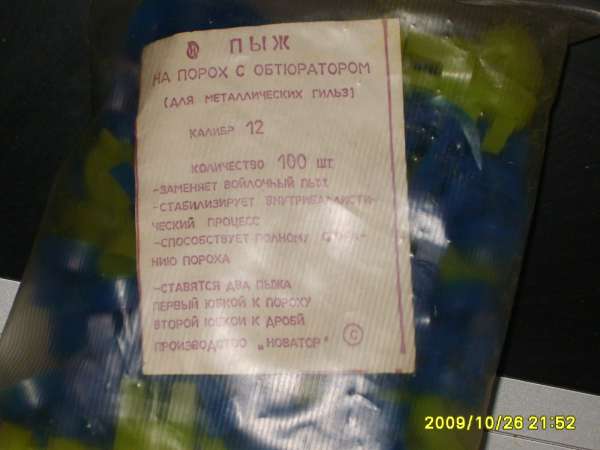 ПЫЖ
НА ПОРОХ С ОБТЮРАТОРОМ
(ДЛЯ МЕТАЛЛИЧЕСКИХ ГИЛЬЗ)
КАЛИБР 12
КОЛИЧЕСТВО 100 ШТ
-ЗАМЕНЯЕТ ВОЙЛОЧНЫЙ ПЫЖ
-СТАБИЛИЗИРУЕТ ВНУТРИБАЛЛИСТИ-
ЧЕСКИЙ ПРОЦЕСС
-СПОСОБСТВУЕТ ПОЛНОМУ
НИЮ ПОРОХА
-СТАВЯТСЯ ДВА ПЫЖА
ПЕРВЫЙ ЮБКОЙ К ПОРОХУ
ВТОРОЙ ЮБКОЙ К ДРОБИ
ПРОИЗВОДСТВО „НОВАТОР" ©
2009/10/26 21:52